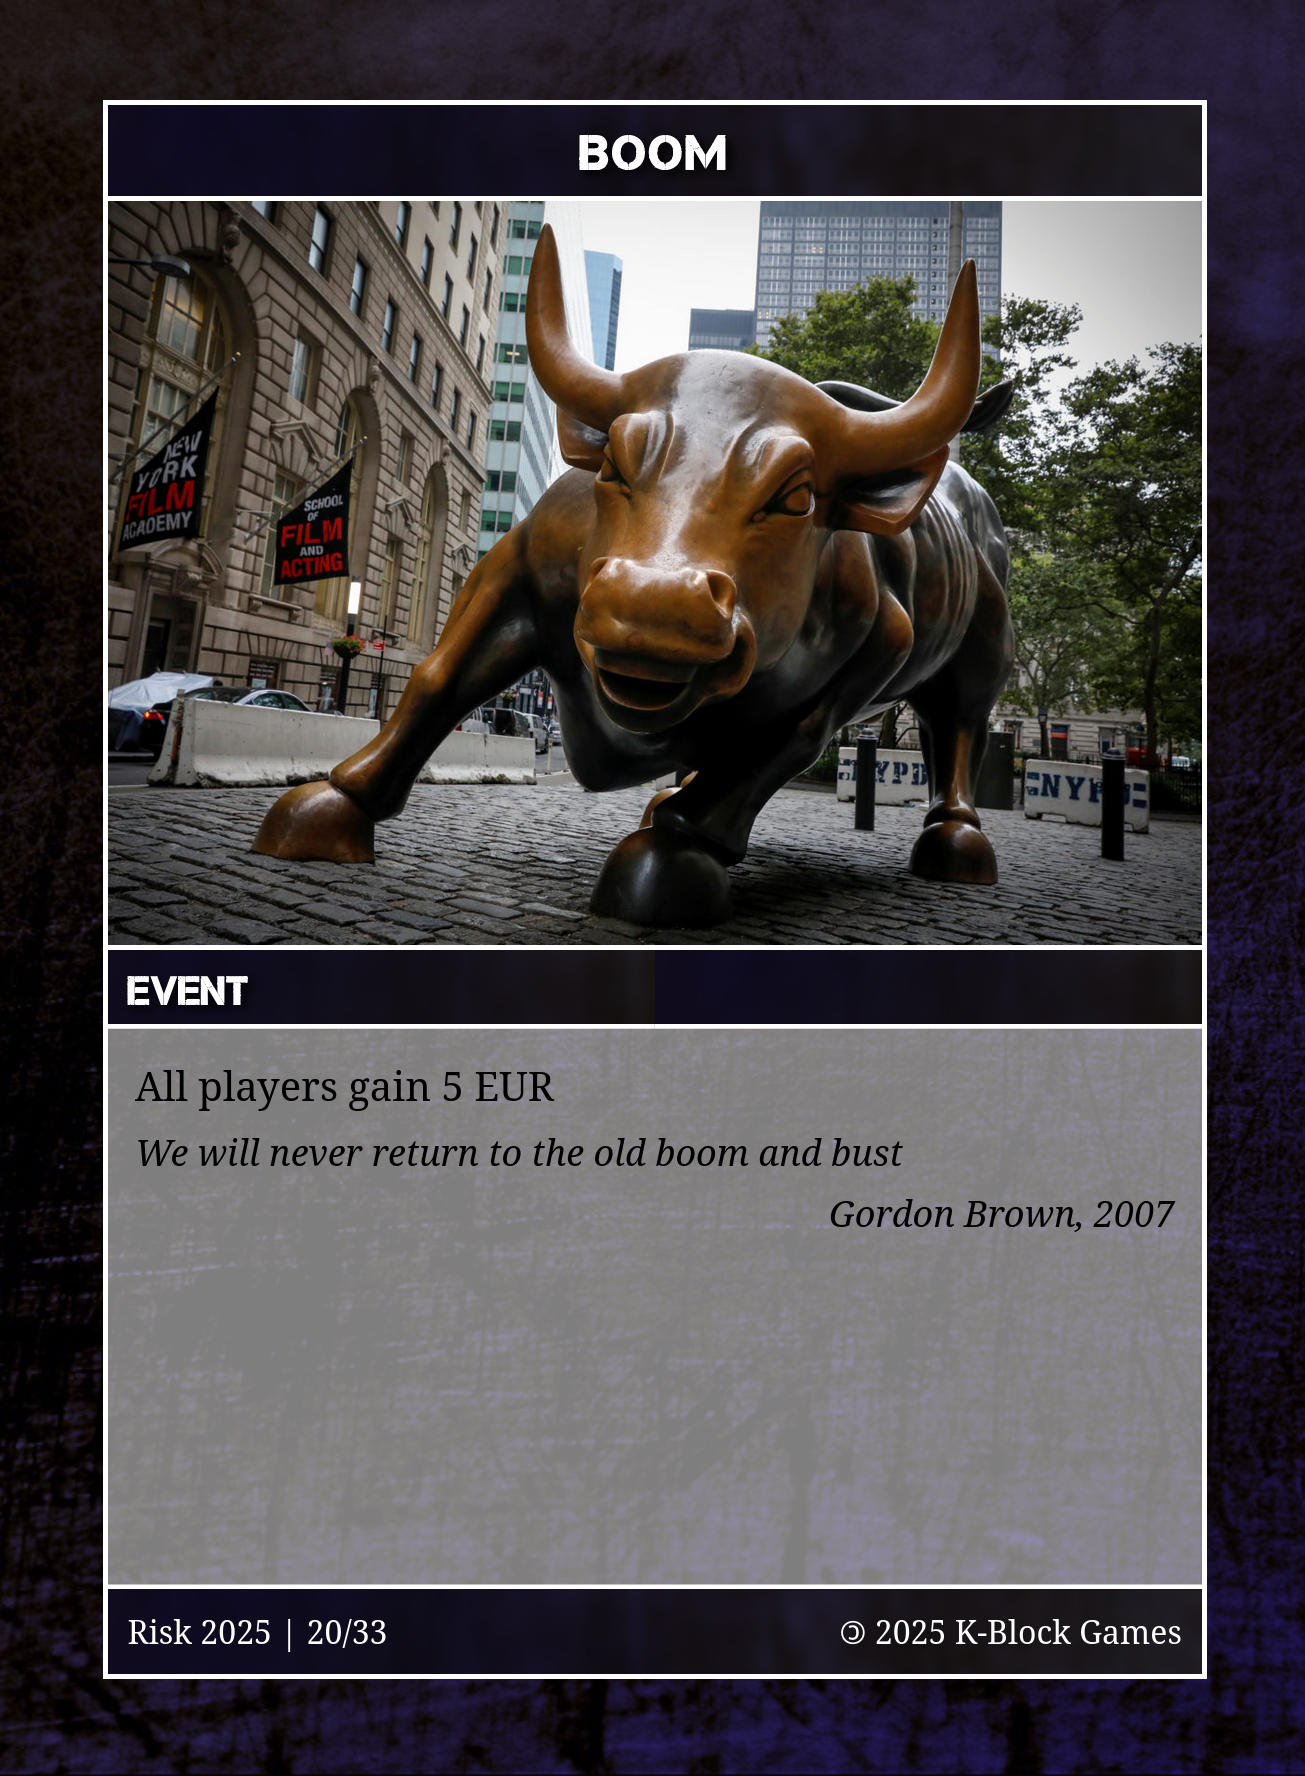 BOOM
NEW
YORK
FILM
ACADEMY
SCHOOL
OF
FILM
AND
ACTING
NYPD
NYPD
EVENT
All players gain 5 EUR
We will never return to the old boom and bust
Gordon Brown, 2007
Risk 2025 | 20/33
🄯 2025 K-Block Games